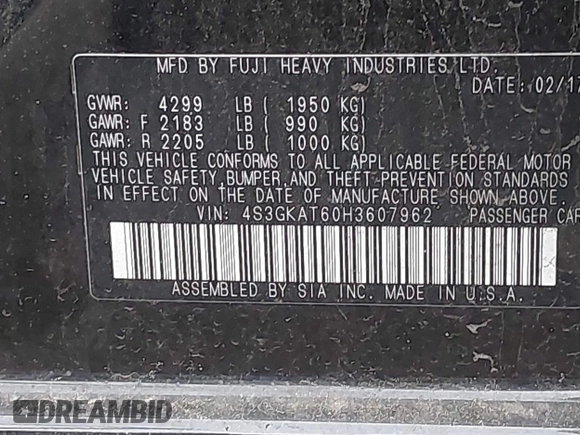 MFD BY FUJI HEAVY INDUSTRIES LTD.
DATE: 02/17
GVWR: 4299 LB ( 1950 KG)
GAWR: F 2183 LB ( 990 KG)
GAWR: R 2205 LB ( 1000 KG)
THIS VEHICLE CONFORMS TO ALL APPLICABLE FEDERAL MOTOR
VEHICLE SAFETY, BUMPER, AND THEFT PREVENTION STANDARDS
IN EFFECT ON THE DATE OF MANUFACTURE SHOWN ABOVE.
VIN: 4S3GKAT60H3607962 PASSENGER CAR
ASSEMBLED BY SIA INC. MADE IN U.S.A.
DREAMBID